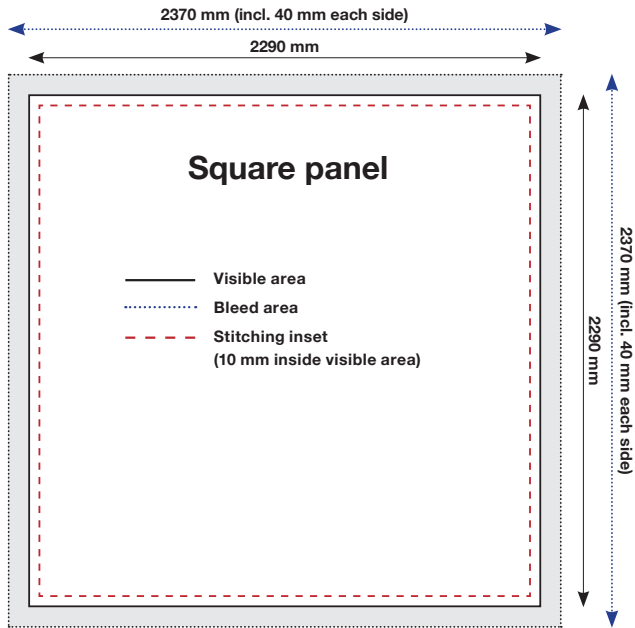 2370 mm (incl. 40 mm each side)
2290 mm
Square panel
Visible area
Bleed area
Stitching inset
(10 mm inside visible area)
2290 mm
2370 mm (incl. 40 mm each side)